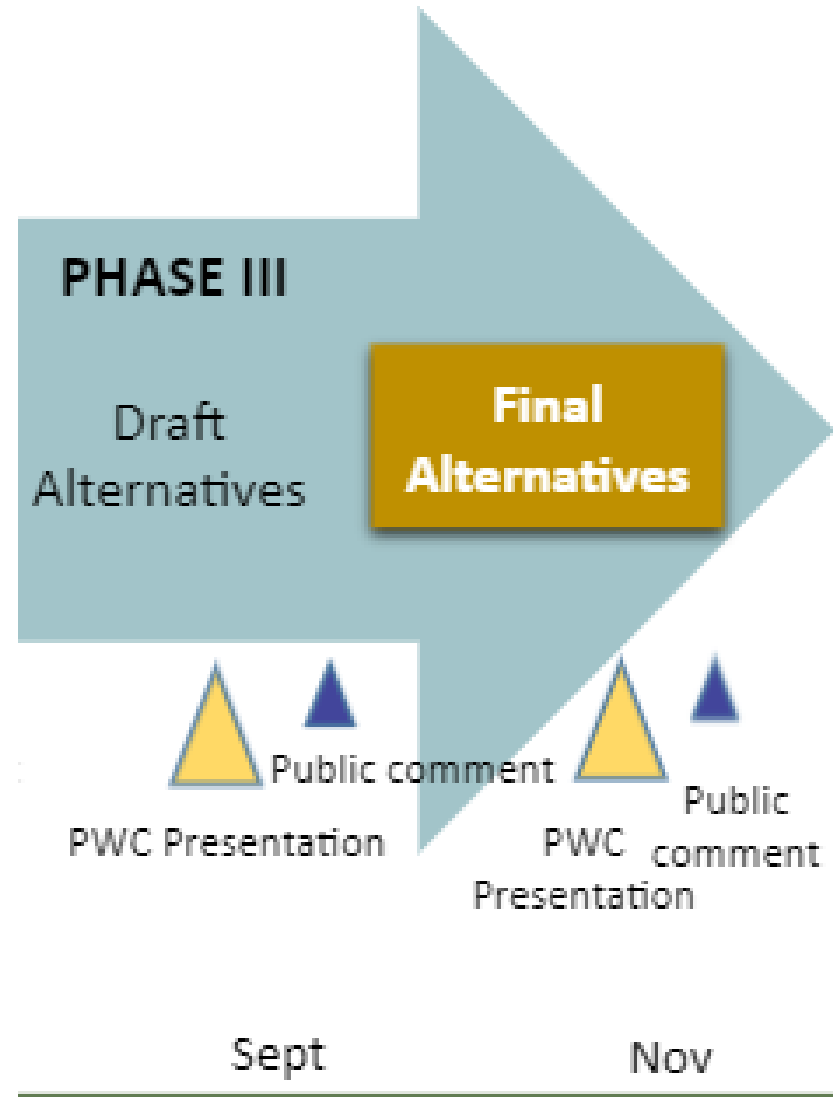 PHASE III
Draft
Alternatives
Final
Alternatives
Public comment
PWC Presentation
PWC
Presentation
Public
comment
Sept
Nov